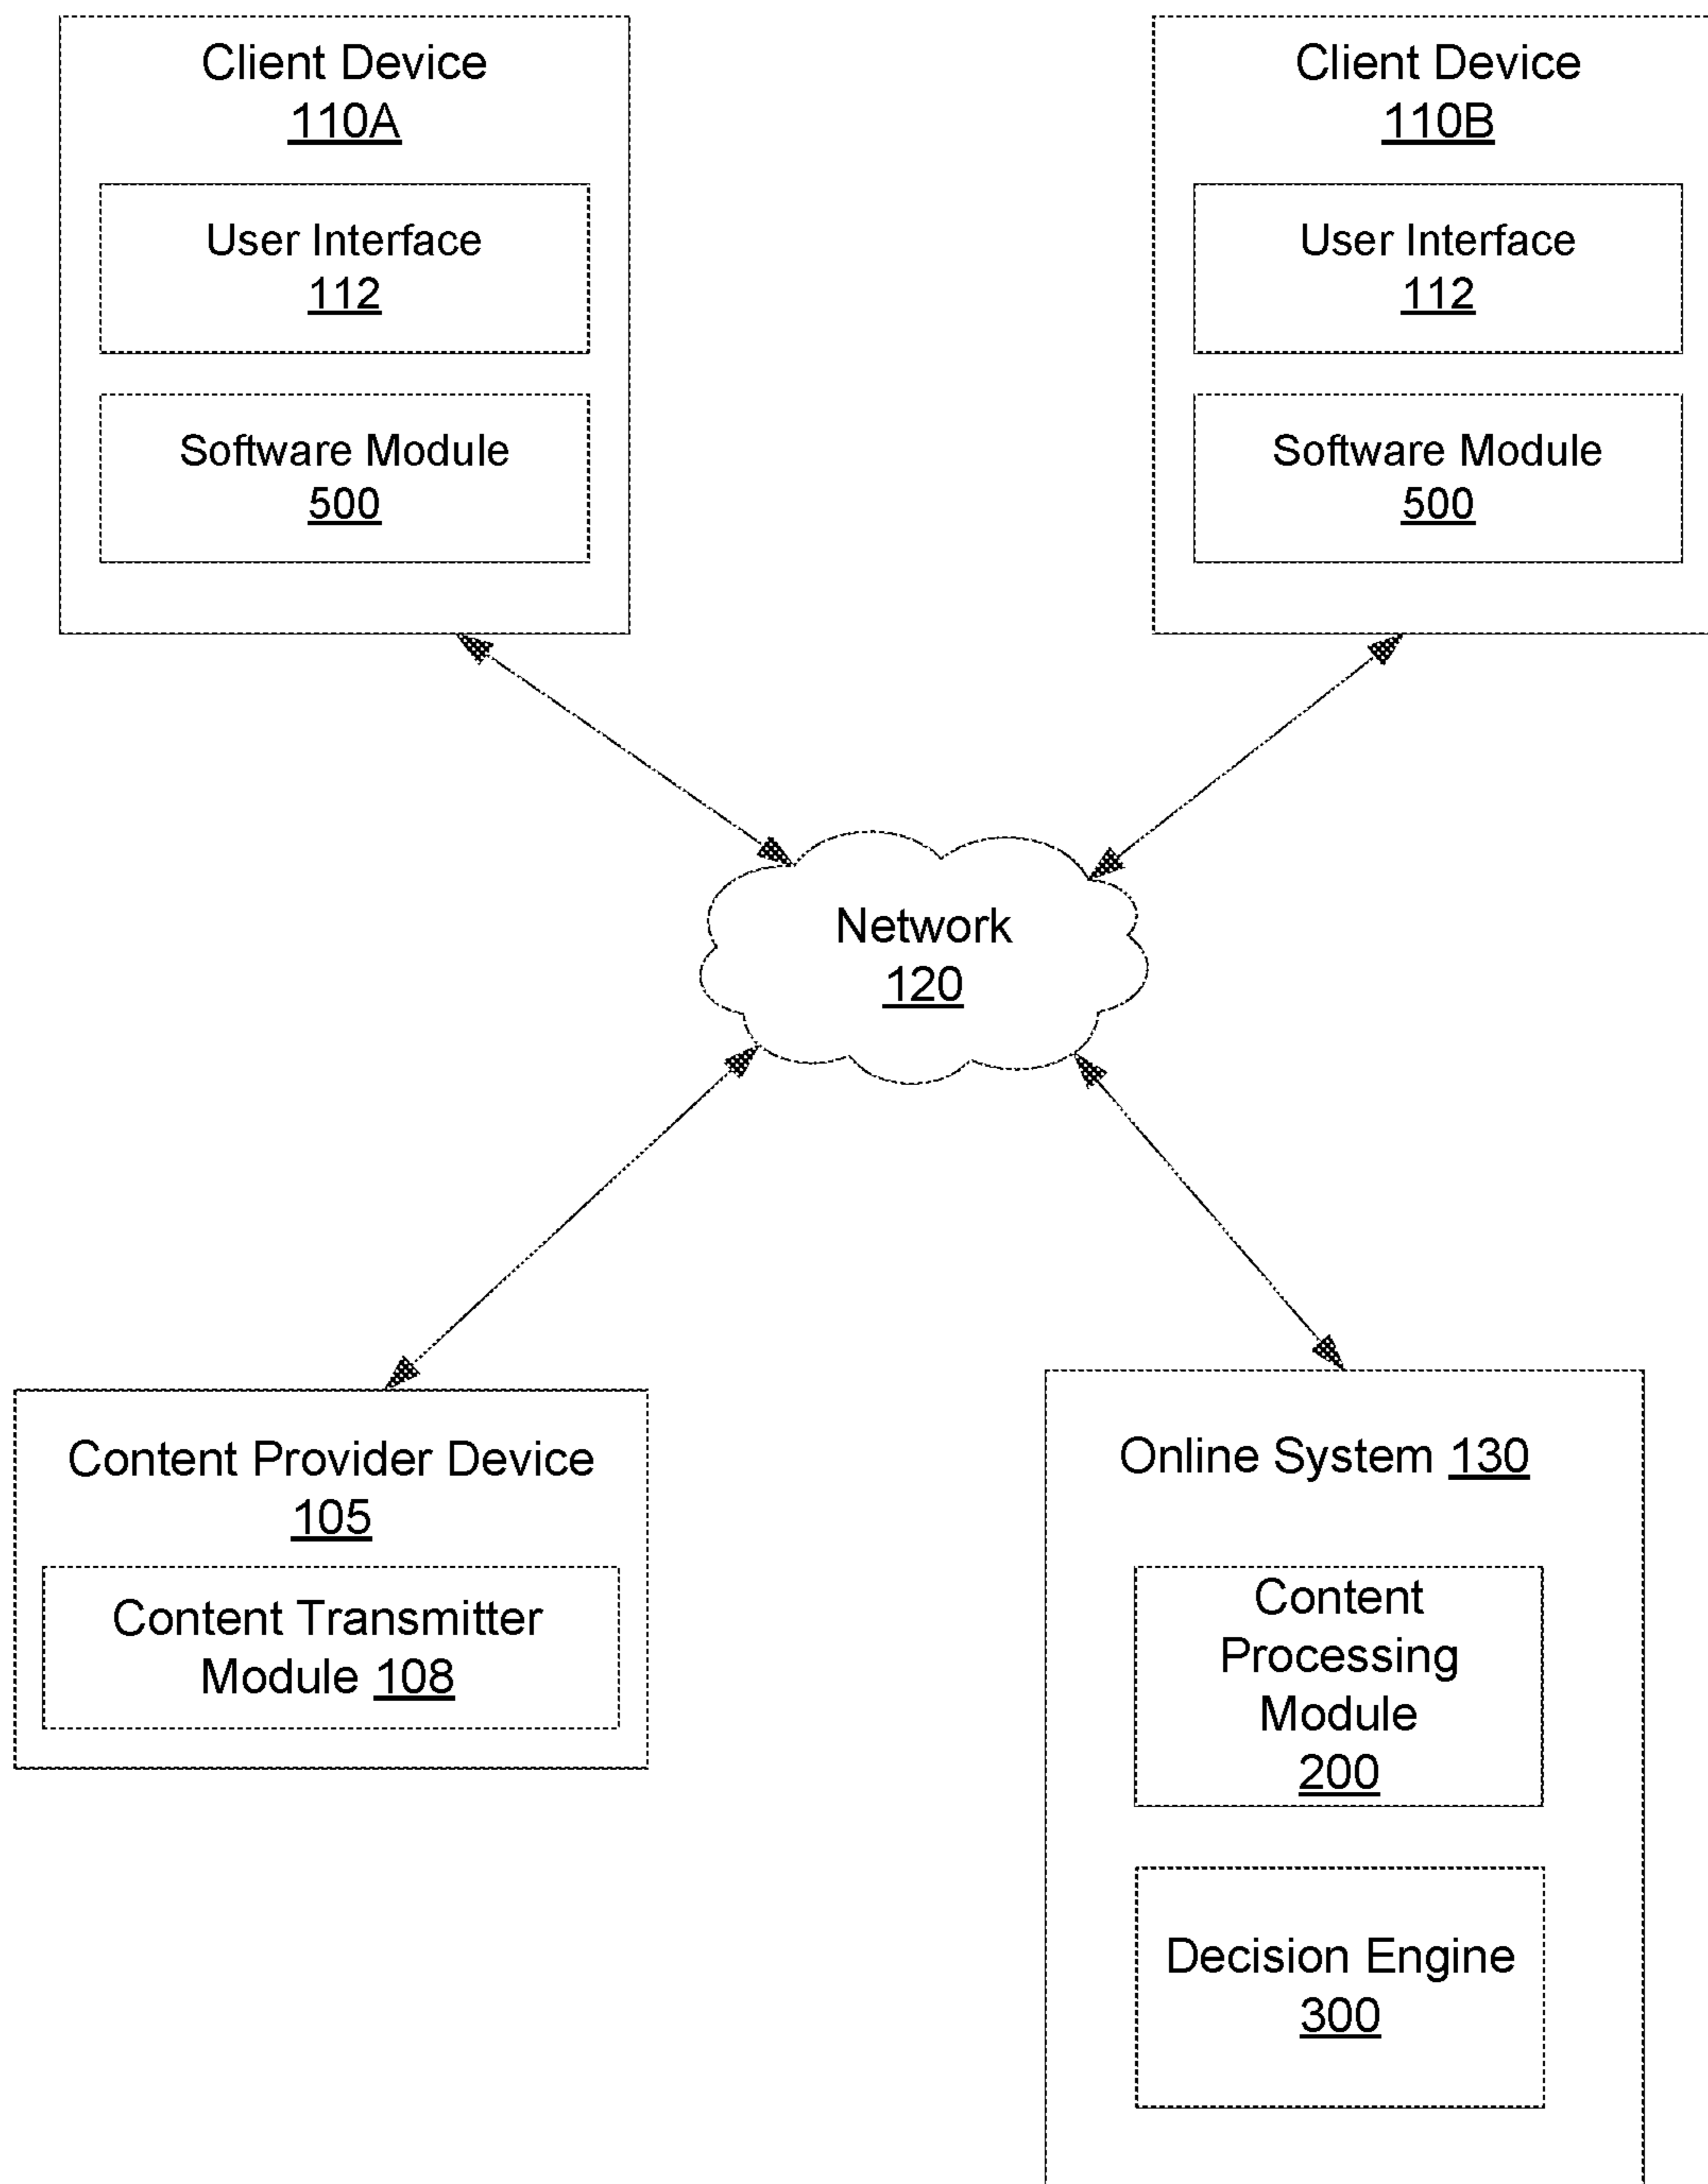 Client Device
110A
User Interface
112
Software Module
500
Client Device
110B
User Interface
112
Software Module
500
Network
120
Content Provider Device
105
Content Transmitter
Module 108
Online System 130
Content
Processing
Module
200
Decision Engine
300